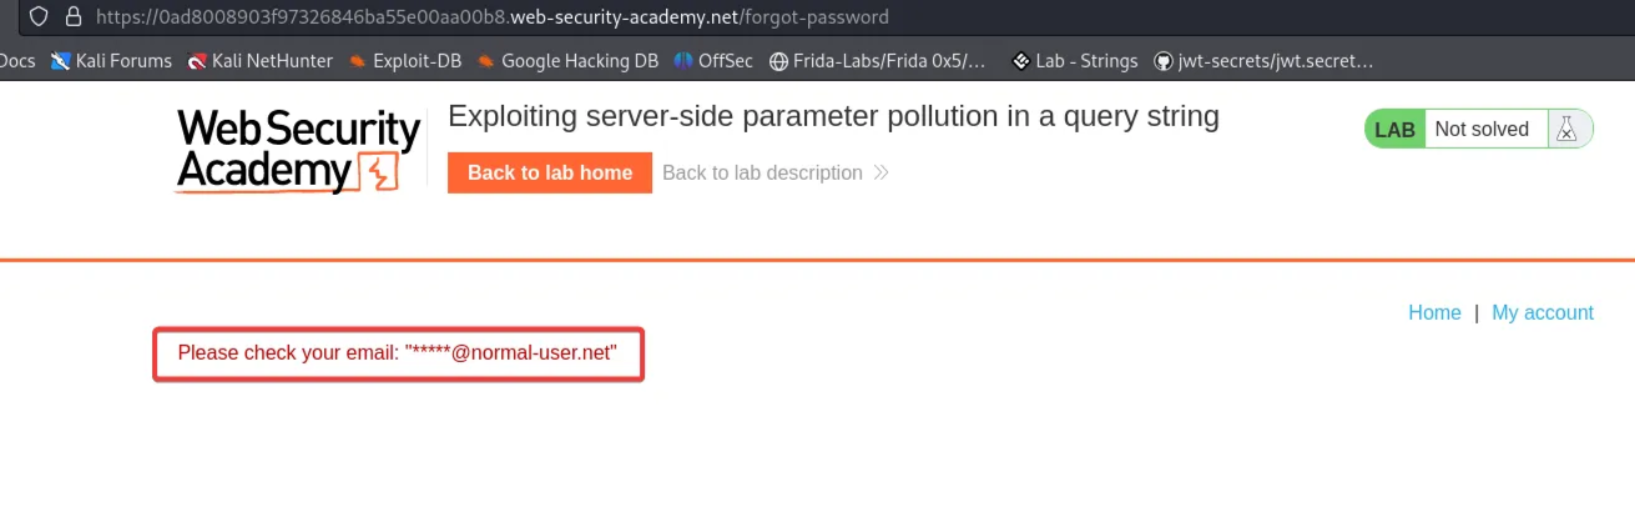 https://0ad8008903f97326846ba55e00aa00b8.web-security-academy.net/forgot-password
Docs Kali Forums Kali NetHunter Exploit-DB Google Hacking DB OffSec Frida-Labs/Frida 0x5/... Lab - Strings jwt-secrets/jwt.secret...
Web Security
Academy
Exploiting server-side parameter pollution in a query string
Back to lab home Back to lab description
LAB Not solved
Home | My account
Please check your email: "*****@normal-user.net"